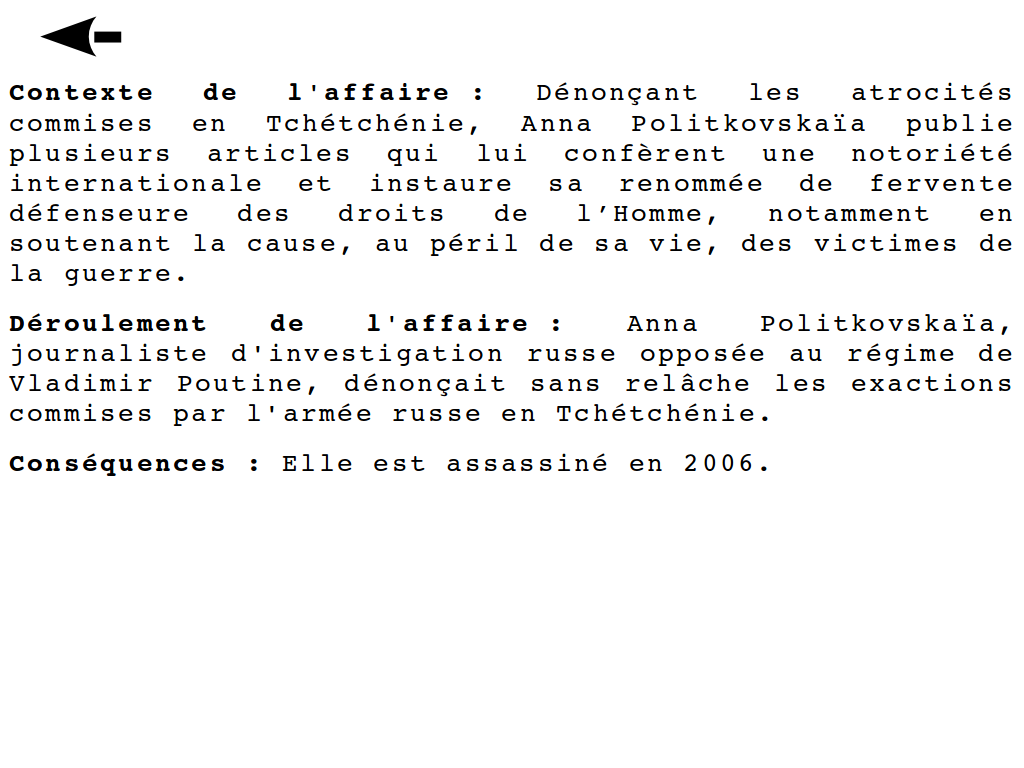 Contexte de l'affaire : Dénonçant les atrocités
commises en Tchétchénie, Anna Politkovskaïa publie
plusieurs articles qui lui confèrent une notoriété
internationale et instaure sa renommée de fervente
défenseure des droits de l’Homme, notamment en
soutenant la cause, au péril de sa vie, des victimes de
la guerre.
Déroulement de l'affaire : Anna Politkovskaïa,
journaliste d'investigation russe opposée au régime de
Vladimir Poutine, dénonçait sans relâche les exactions
commises par l'armée russe en Tchétchénie.
Conséquences : Elle est assassiné en 2006.